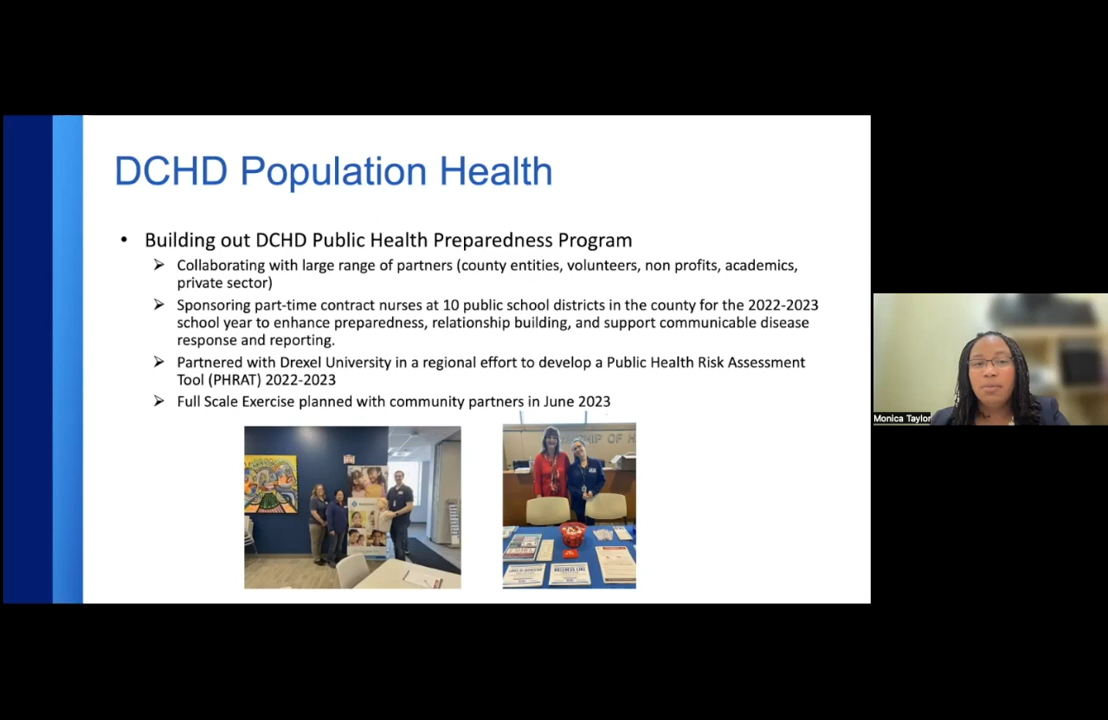 DCHD Population Health
• Building out DCHD Public Health Preparedness Program
➢ Collaborating with large range of partners (county entities, volunteers, non profits, academics,
private sector)
➢ Sponsoring part-time contract nurses at 10 public school districts in the county for the 2022-2023
school year to enhance preparedness, relationship building, and support communicable disease
response and reporting.
➢ Partnered with Drexel University in a regional effort to develop a Public Health Risk Assessment
Tool (PHRAT) 2022-2023
➢ Full Scale Exercise planned with community partners in June 2023
SHIP OF H
WELLNESS LINE
Monica Taylor